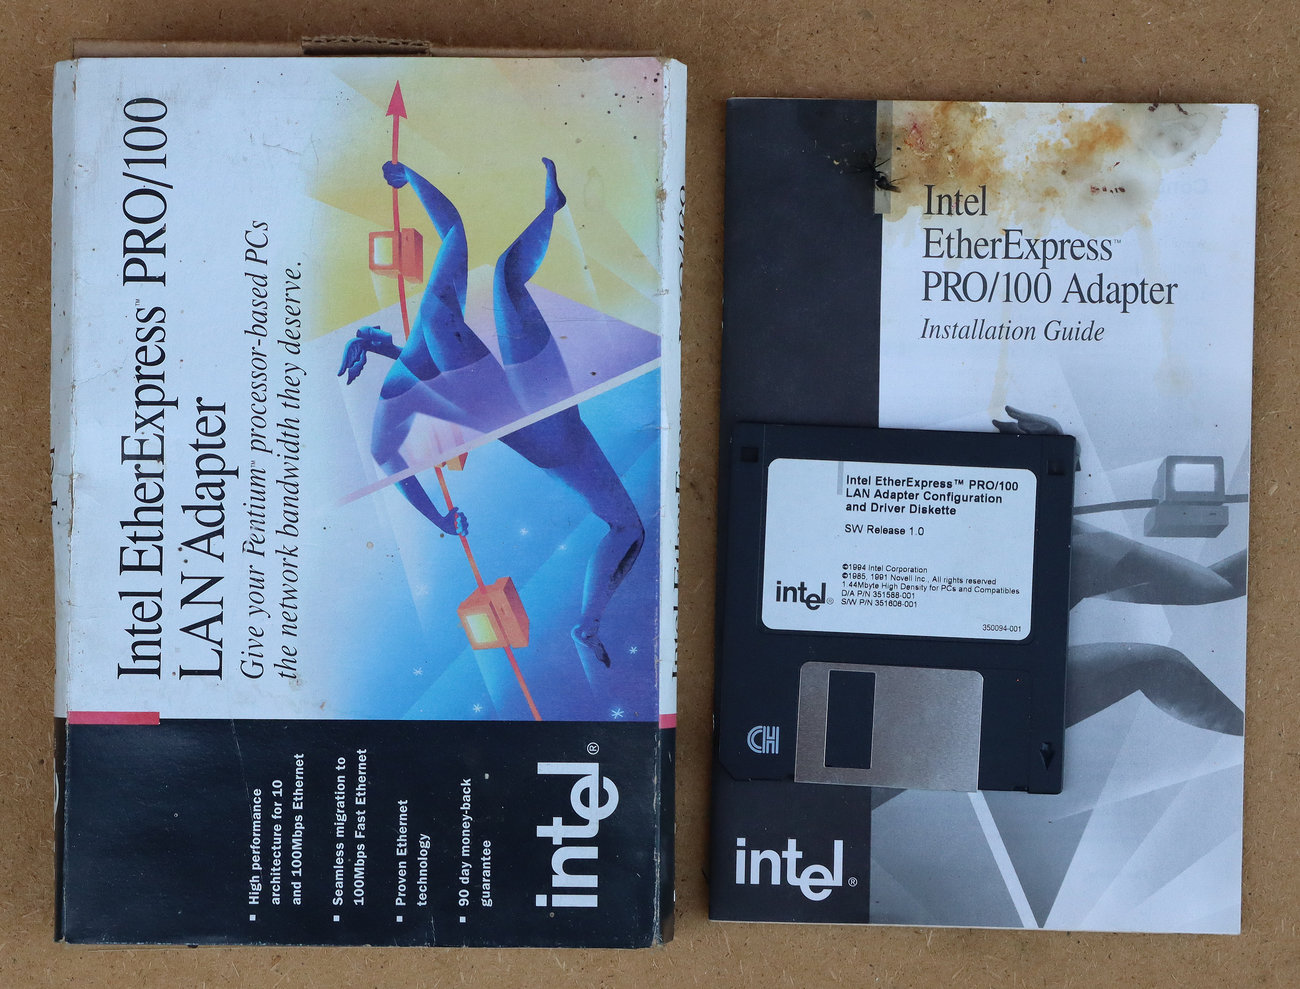 Intel EtherExpress™ PRO/100
LAN Adapter
Give your Pentium™ processor-based PCs
the network bandwidth they deserve.
▪ High performance
architecture for 10
and 100Mbps Ethernet
▪ Seamless migration to
100Mbps Fast Ethernet
▪ Proven Ethernet
technology
▪ 90 day money-back
guarantee
intel®
Intel
EtherExpress™
PRO/100 Adapter
Installation Guide
Intel EtherExpress™ PRO/100
LAN Adapter Configuration
and Driver Diskette
SW Release 1.0
©1994 Intel Corporation
©1985, 1991 Novell Inc., All rights reserved
1.44Mbyte High Density for PCs and Compatibles
D/A P/N 351588-001
S/W P/N 351608-001
intel®
350094-001
CH
intel®